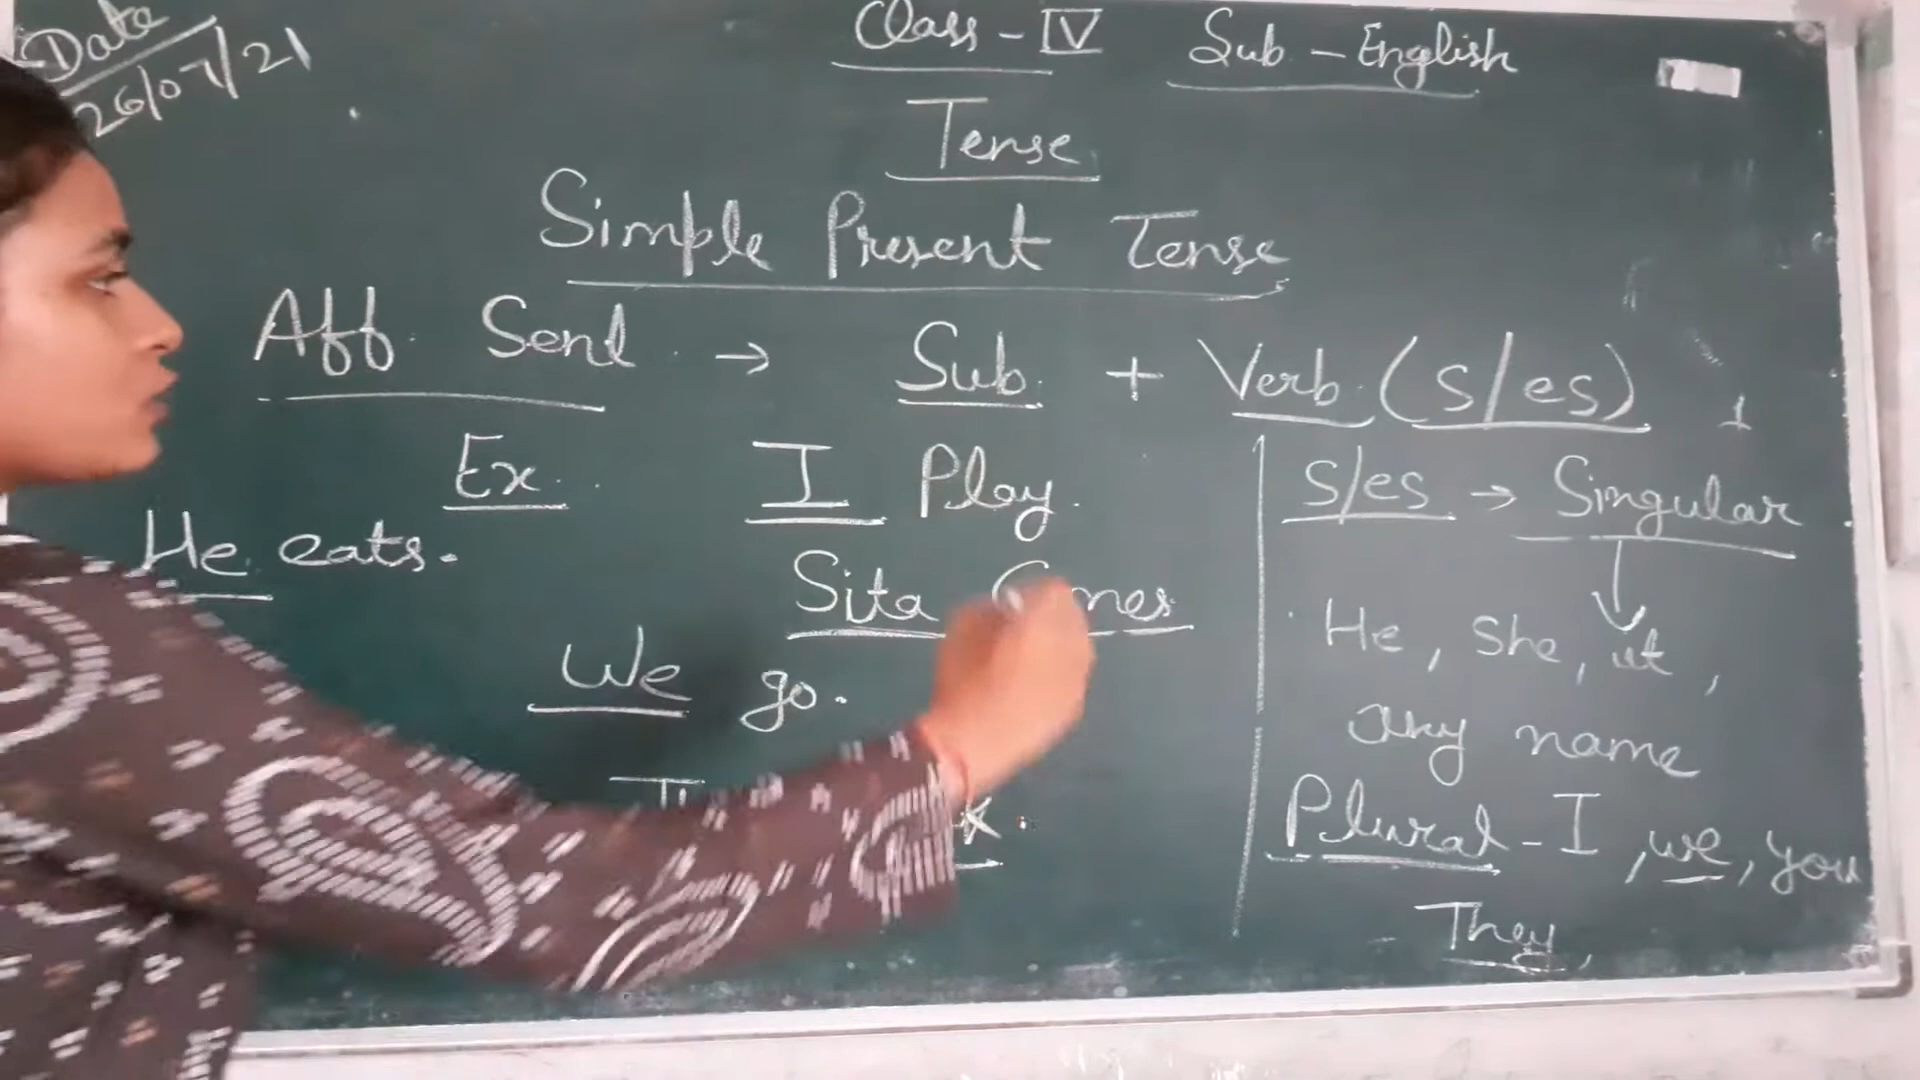 Date
26/07/21
Class - IV Sub - English
Tense
Simple Present Tense
Aff. Sent. → Sub. + Verb (s/es)
Ex. I Play.
He eats.
Sita
We go.
s/es → Singular
He, She, it,
any name
Plural - I, we, you
They,